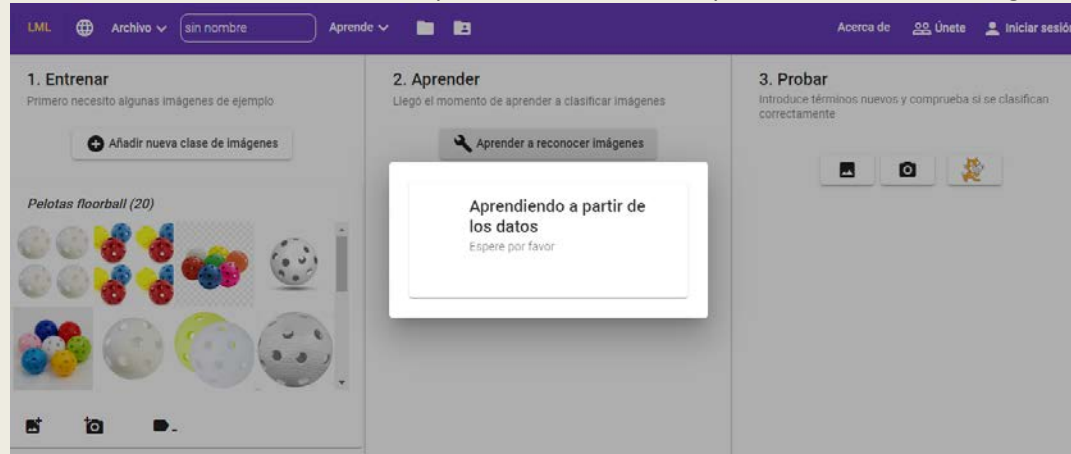 LML Archivo sin nombre Aprende Acerca de Únete Iniciar sesión
1. Entrenar
Primero necesito algunas imágenes de ejemplo
Añadir nueva clase de imágenes
Pelotas floorball (20)
2. Aprender
Llegó el momento de aprender a clasificar imágenes
Aprender a reconocer imágenes
Aprendiendo a partir de
los datos
Espere por favor
3. Probar
Introduce términos nuevos y comprueba si se clasifican
correctamente